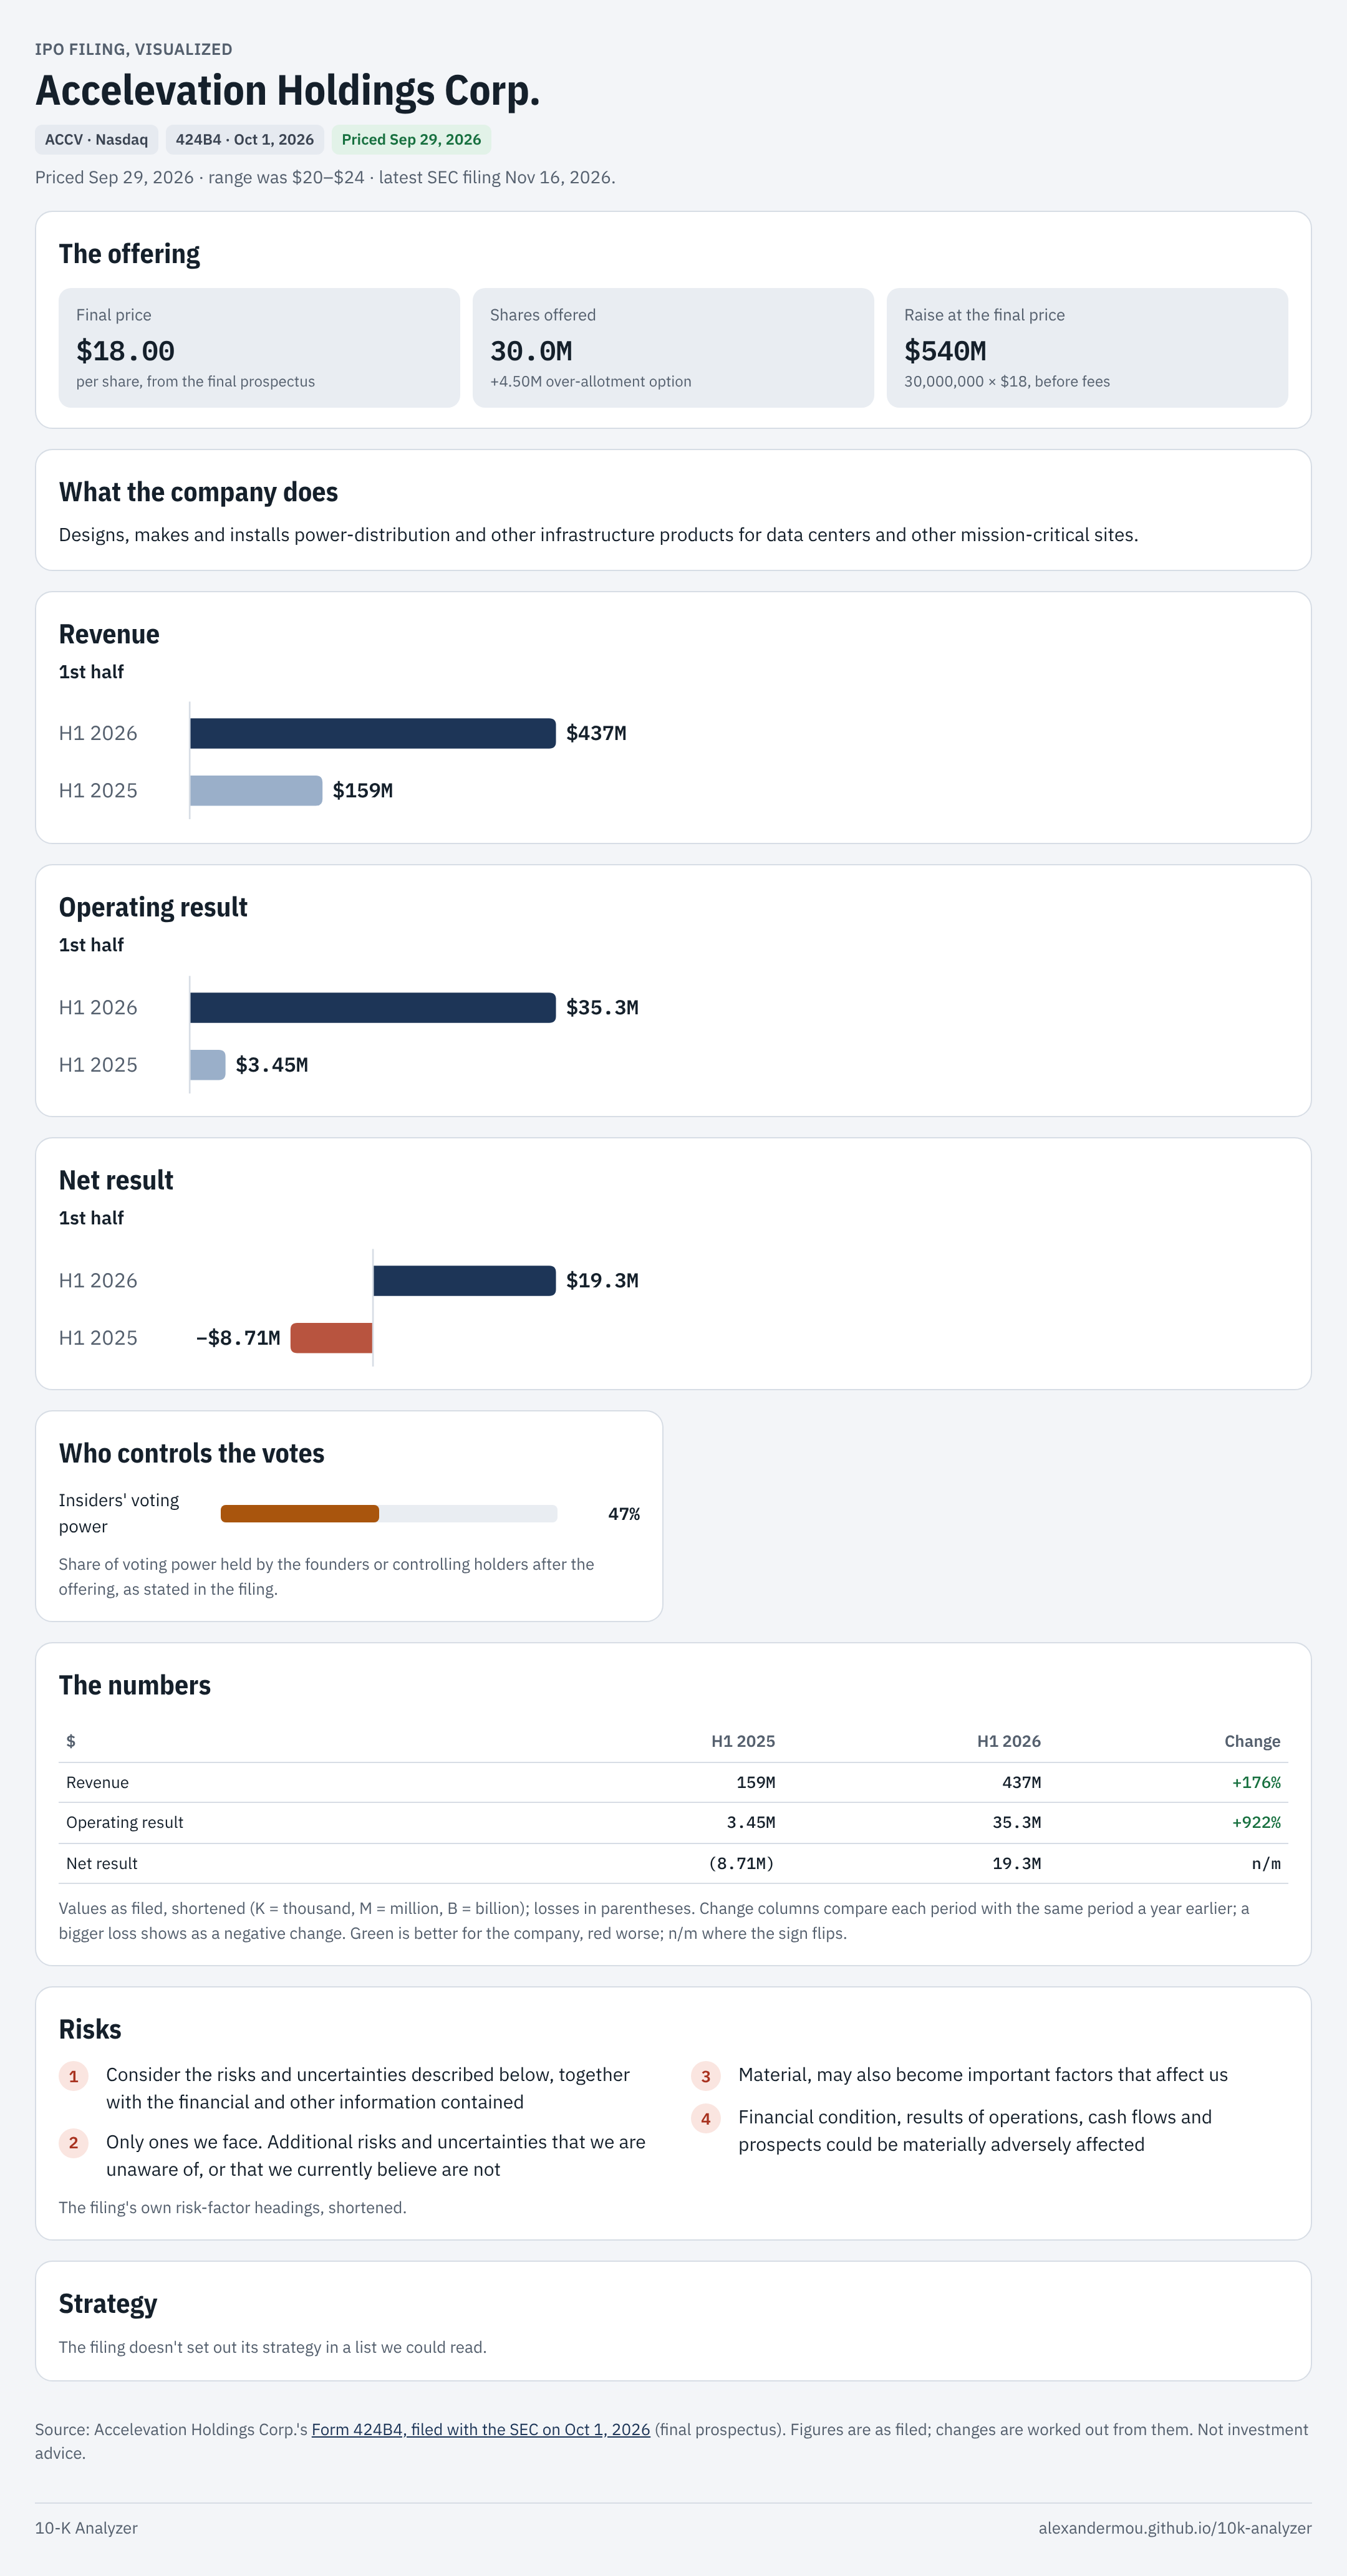 IPO FILING, VISUALIZED
Accelevation Holdings Corp.
ACCV · Nasdaq
424B4 · Oct 1, 2026
Priced Sep 29, 2026
Priced Sep 29, 2026 · range was $20–$24 · latest SEC filing Nov 16, 2026.
The offering
Final price
$18.00
per share, from the final prospectus
Shares offered
30.0M
+4.50M over-allotment option
Raise at the final price
$540M
30,000,000 × $18, before fees
What the company does
Designs, makes and installs power-distribution and other infrastructure products for data centers and other mission-critical sites.
Revenue
1st half
H1 2026 $437M
H1 2025 $159M
Operating result
1st half
H1 2026 $35.3M
H1 2025 $3.45M
Net result
1st half
H1 2026 $19.3M
H1 2025 −$8.71M
Who controls the votes
Insiders' voting
power
47%
Share of voting power held by the founders or controlling holders after the
offering, as stated in the filing.
The numbers
$ H1 2025 H1 2026 Change
Revenue 159M 437M +176%
Operating result 3.45M 35.3M +922%
Net result (8.71M) 19.3M n/m
Values as filed, shortened (K = thousand, M = million, B = billion); losses in parentheses. Change columns compare each period with the same period a year earlier; a
bigger loss shows as a negative change. Green is better for the company, red worse; n/m where the sign flips.
Risks
1 Consider the risks and uncertainties described below, together
with the financial and other information contained
2 Only ones we face. Additional risks and uncertainties that we are
unaware of, or that we currently believe are not
3 Material, may also become important factors that affect us
4 Financial condition, results of operations, cash flows and
prospects could be materially adversely affected
The filing's own risk-factor headings, shortened.
Strategy
The filing doesn't set out its strategy in a list we could read.
Source: Accelevation Holdings Corp.'s Form 424B4, filed with the SEC on Oct 1, 2026 (final prospectus). Figures are as filed; changes are worked out from them. Not investment
advice.
10-K Analyzer
alexandermou.github.io/10k-analyzer